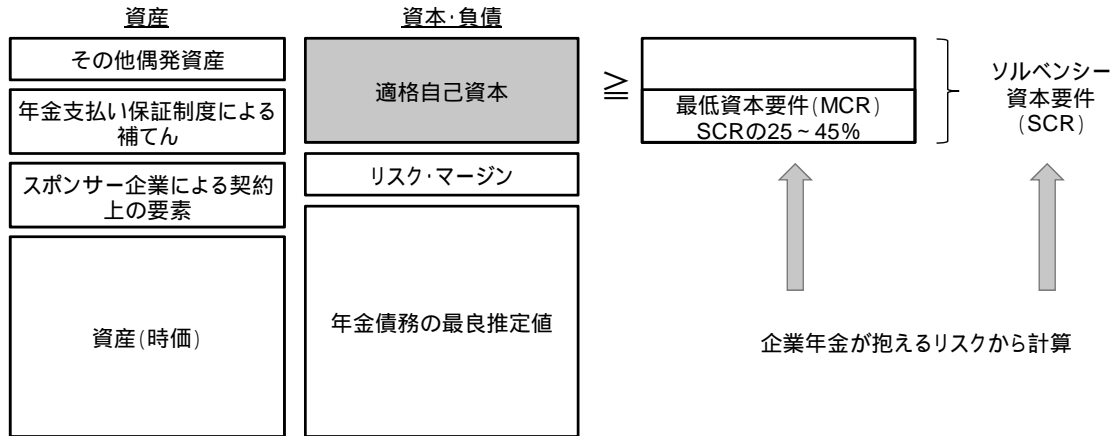 資産
その他偶発資産
年金支払い保証制度による
補てん
スポンサー企業による契約
上の要素
資産(時価)
資本・負債
適格自己資本
リスク・マージン
年金債務の最良推定値
≧
最低資本要件(MCR)
SCRの25~45%
ソルベンシー
資本要件
(SCR)
企業年金が抱えるリスクから計算